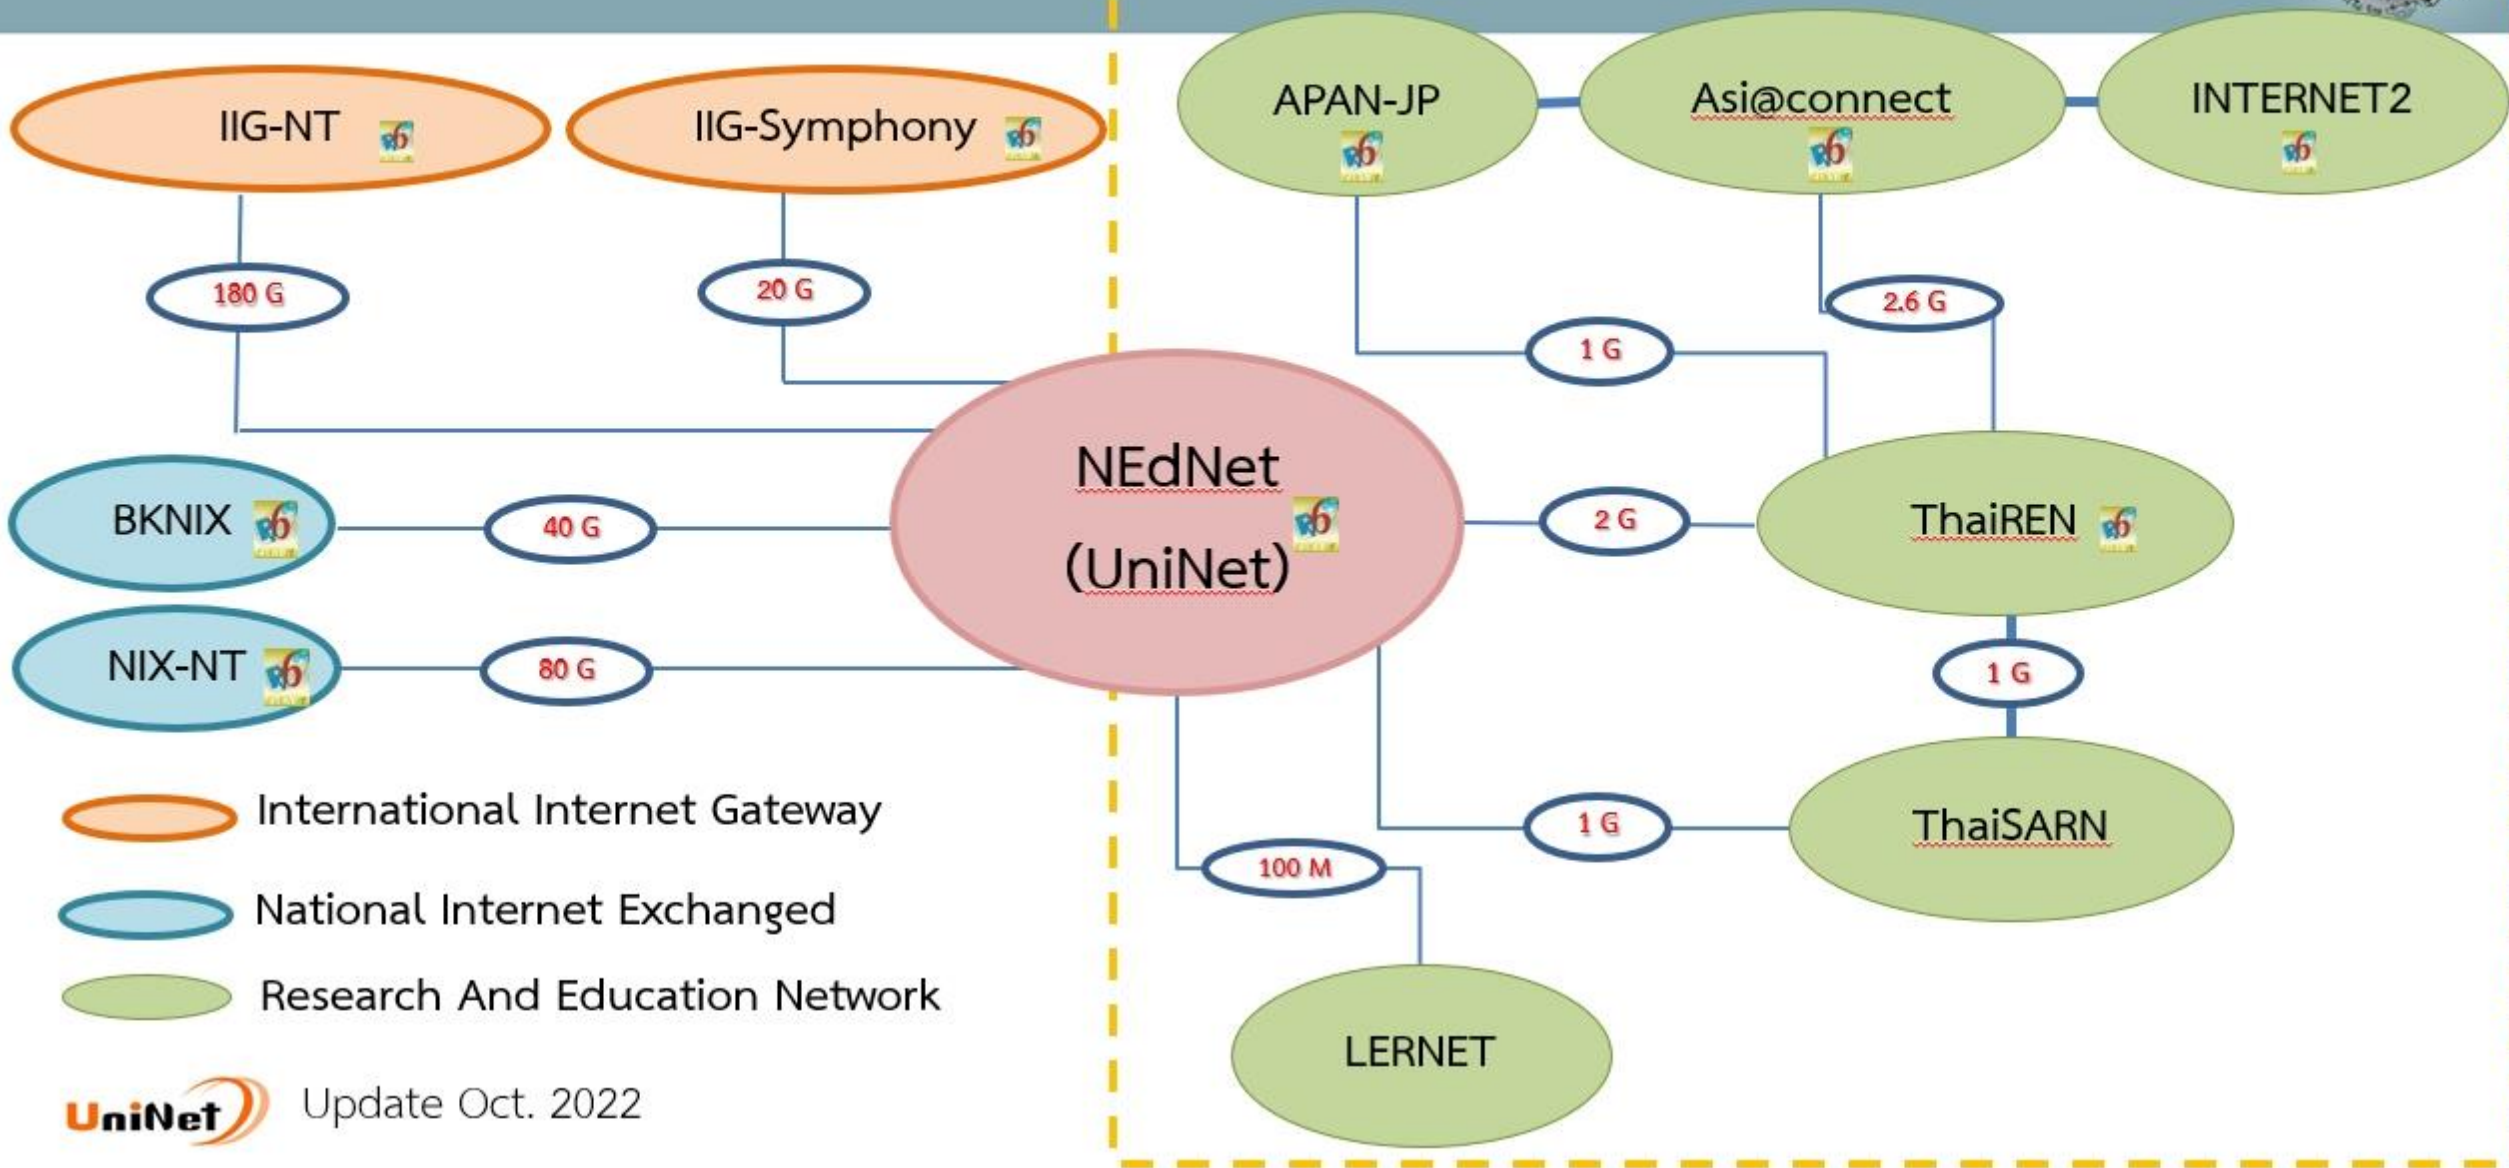 APAN-JP
Asi@connect
INTERNET2
IIG-NT
IIG-Symphony
180 G
20 G
2.6 G
1 G
NEdNet
(UniNet)
BKNIX
40 G
2 G
ThaiREN
NIX-NT
80 G
1 G
1 G
ThaiSARN
100 M
International Internet Gateway
National Internet Exchanged
Research And Education Network
LERNET
UniNet
Update Oct. 2022